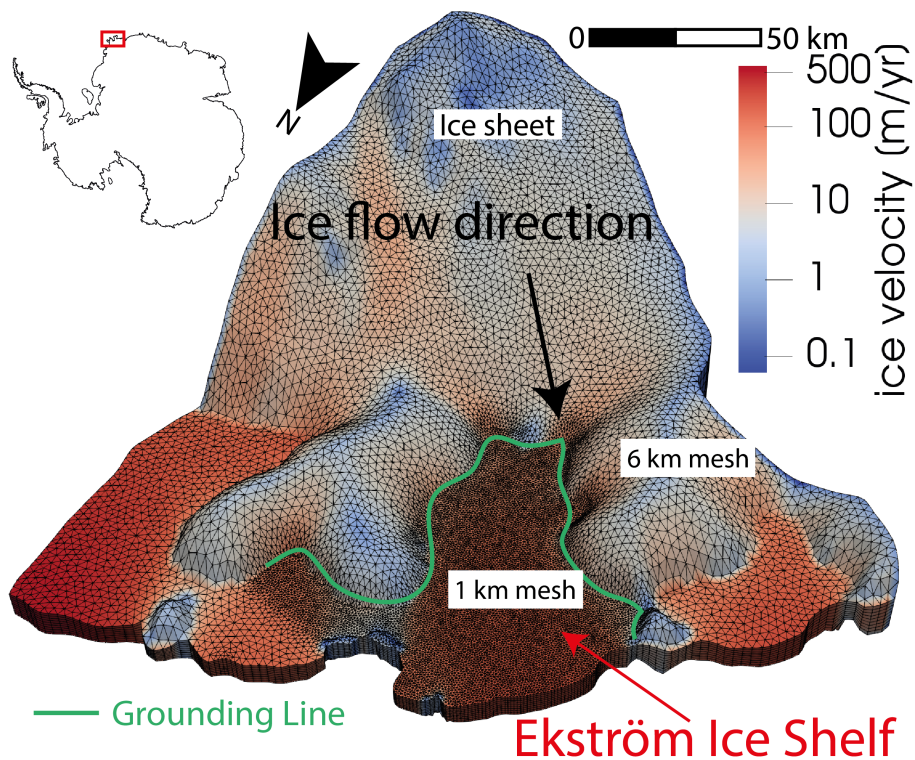 0 50 km
N
500
100
10
1
0.1
ice velocity (m/yr)
Ice sheet
Ice flow direction
6 km mesh
1 km mesh
Grounding Line
Ekström Ice Shelf